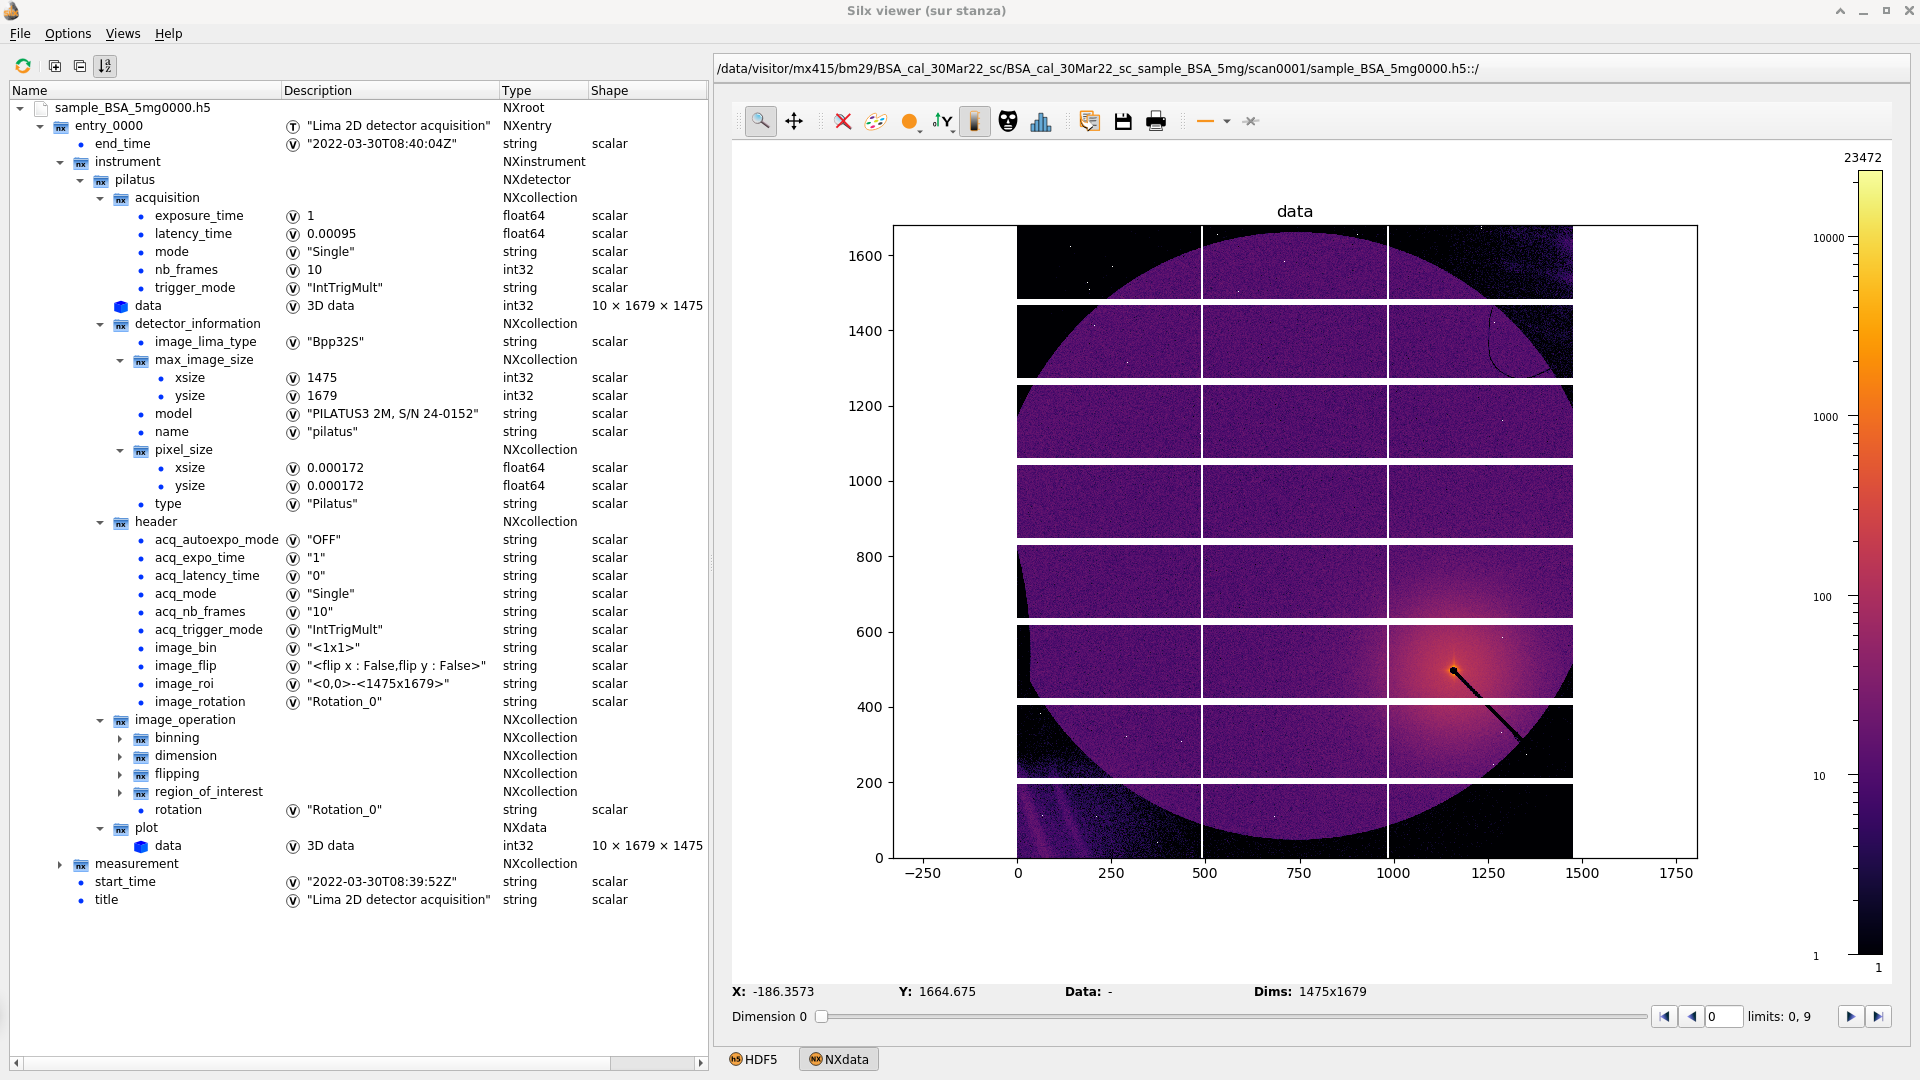 Silx viewer (sur stanza)
File Options Views Help
/data/visitor/mx415/bm29/BSA_cal_30Mar22_sc/BSA_cal_30Mar22_sc_sample_BSA_5mg/scan0001/sample_BSA_5mg0000.h5::/
Name Description Type Shape
sample_BSA_5mg0000.h5 NXroot
entry_0000 "Lima 2D detector acquisition" NXentry
end_time "2022-03-30T08:40:04Z" string scalar
instrument NXinstrument
pilatus NXdetector
acquisition NXcollection
exposure_time 1 float64 scalar
latency_time 0.00095 float64 scalar
mode "Single" string scalar
nb_frames 10 int32 scalar
trigger_mode "IntTrigMult" string scalar
data 3D data int32 10 × 1679 × 1475
detector_information NXcollection
image_lima_type "Bpp32S" string scalar
max_image_size NXcollection
xsize 1475 int32 scalar
ysize 1679 int32 scalar
model "PILATUS3 2M, S/N 24-0152" string scalar
name "pilatus" string scalar
pixel_size NXcollection
xsize 0.000172 float64 scalar
ysize 0.000172 float64 scalar
type "Pilatus" string scalar
header NXcollection
acq_autoexpo_mode "OFF" string scalar
acq_expo_time "1" string scalar
acq_latency_time "0" string scalar
acq_mode "Single" string scalar
acq_nb_frames "10" string scalar
acq_trigger_mode "IntTrigMult" string scalar
image_bin "<1x1>" string scalar
image_flip "<flip x : False,flip y : False>" string scalar
image_roi "<0,0>-<1475x1679>" string scalar
image_rotation "Rotation_0" string scalar
image_operation NXcollection
binning NXcollection
dimension NXcollection
flipping NXcollection
region_of_interest NXcollection
rotation "Rotation_0" string scalar
plot NXdata
data 3D data int32 10 × 1679 × 1475
measurement NXcollection
start_time "2022-03-30T08:39:52Z" string scalar
title "Lima 2D detector acquisition" string scalar
data
1600
1400
1200
1000
800
600
400
200
0
−250 0 250 500 750 1000 1250 1500 1750
23472
10000
1000
100
10
1
1
X: -186.3573 Y: 1664.675 Data: - Dims: 1475x1679
Dimension 0 0 limits: 0, 9
HDF5 NXdata